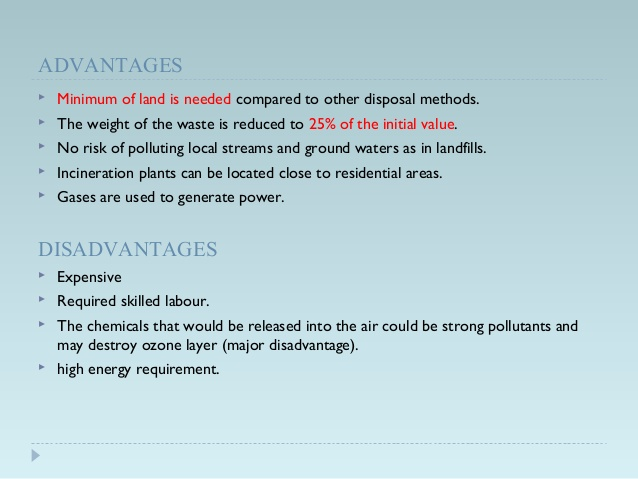 ADVANTAGES
Minimum of land is needed compared to other disposal methods.
The weight of the waste is reduced to 25% of the initial value.
No risk of polluting local streams and ground waters as in landfills.
Incineration plants can be located close to residential areas.
Gases are used to generate power.
DISADVANTAGES
Expensive
Required skilled labour.
The chemicals that would be released into the air could be strong pollutants and
may destroy ozone layer (major disadvantage).
high energy requirement.